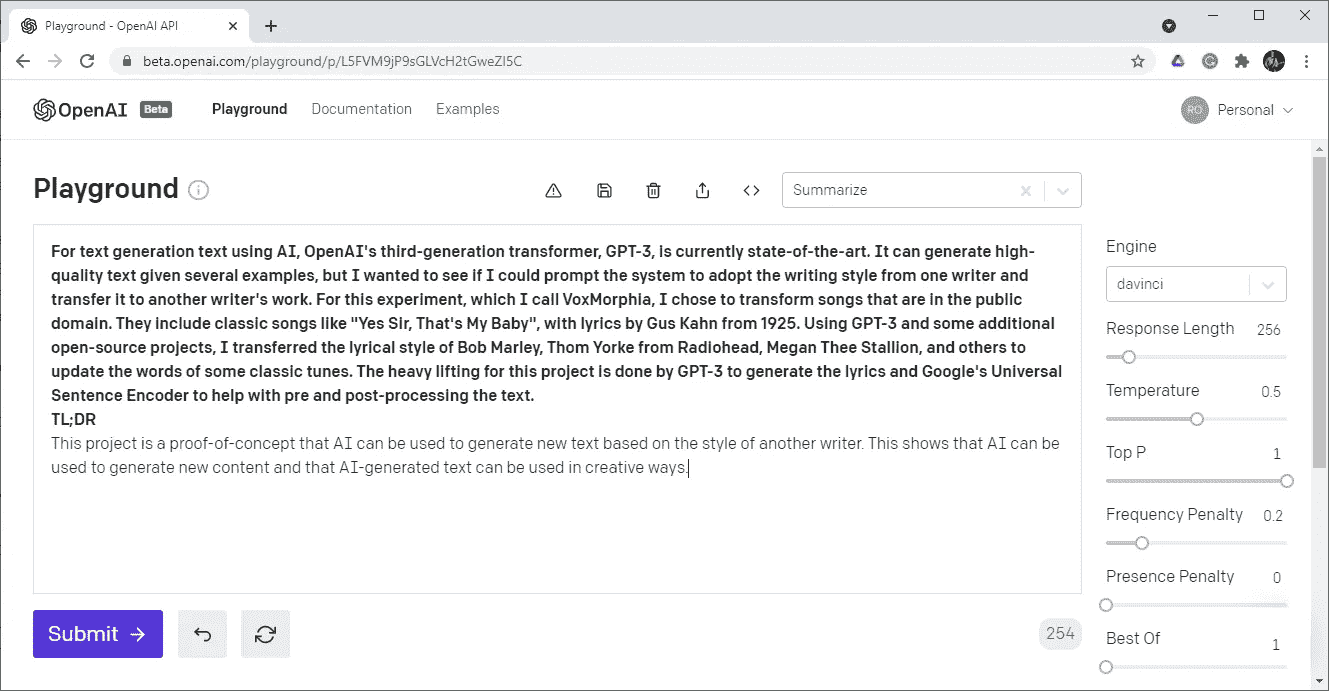 Playground - OpenAI API
beta.openai.com/playground/p/L5FVM9jP9sGLVcH2tGweZl5C
OpenAI Beta Playground Documentation Examples RO Personal
Playground Summarize
For text generation text using AI, OpenAI's third-generation transformer, GPT-3, is currently state-of-the-art. It can generate high-
quality text given several examples, but I wanted to see if I could prompt the system to adopt the writing style from one writer and
transfer it to another writer's work. For this experiment, which I call VoxMorphia, I chose to transform songs that are in the public
domain. They include classic songs like "Yes Sir, That's My Baby", with lyrics by Gus Kahn from 1925. Using GPT-3 and some additional
open-source projects, I transferred the lyrical style of Bob Marley, Thom Yorke from Radiohead, Megan Thee Stallion, and others to
update the words of some classic tunes. The heavy lifting for this project is done by GPT-3 to generate the lyrics and Google's Universal
Sentence Encoder to help with pre and post-processing the text.
TL;DR
This project is a proof-of-concept that AI can be used to generate new text based on the style of another writer. This shows that AI can be
used to generate new content and that AI-generated text can be used in creative ways.
Engine
davinci
Response Length 256
Temperature 0.5
Top P 1
Frequency Penalty 0.2
Presence Penalty 0
Best Of 1
Submit
254